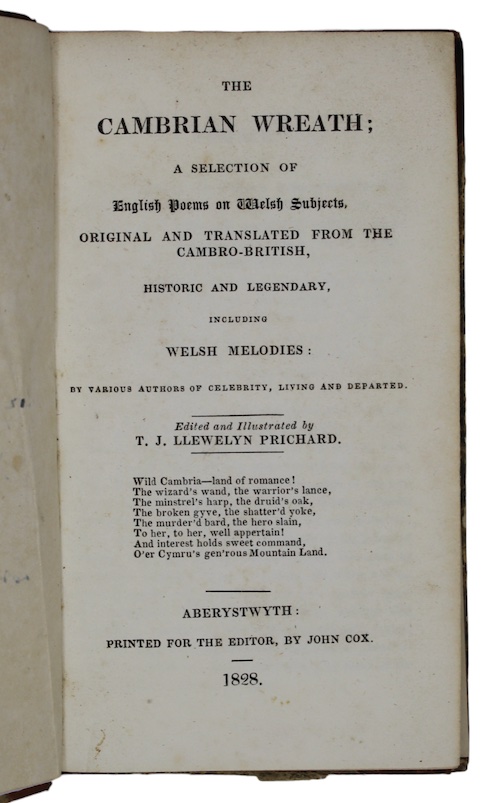 THE
CAMBRIAN WREATH;
A SELECTION OF
English Poems on Welsh Subjects,
ORIGINAL AND TRANSLATED FROM THE
CAMBRO-BRITISH,
HISTORIC AND LEGENDARY,
INCLUDING
WELSH MELODIES:
BY VARIOUS AUTHORS OF CELEBRITY, LIVING AND DEPARTED.
Edited and Illustrated by
T. J. LLEWELYN PRICHARD.
Wild Cambria—land of romance!
The wizard's wand, the warrior's lance,
The minstrel's harp, the druid's oak,
The broken gyve, the shatter'd yoke,
The murder'd bard, the hero slain,
To her, to her, well appertain!
And interest holds sweet command,
O'er Cymru's gen'rous Mountain Land.
ABERYSTWYTH:
PRINTED FOR THE EDITOR, BY JOHN COX.
1828.